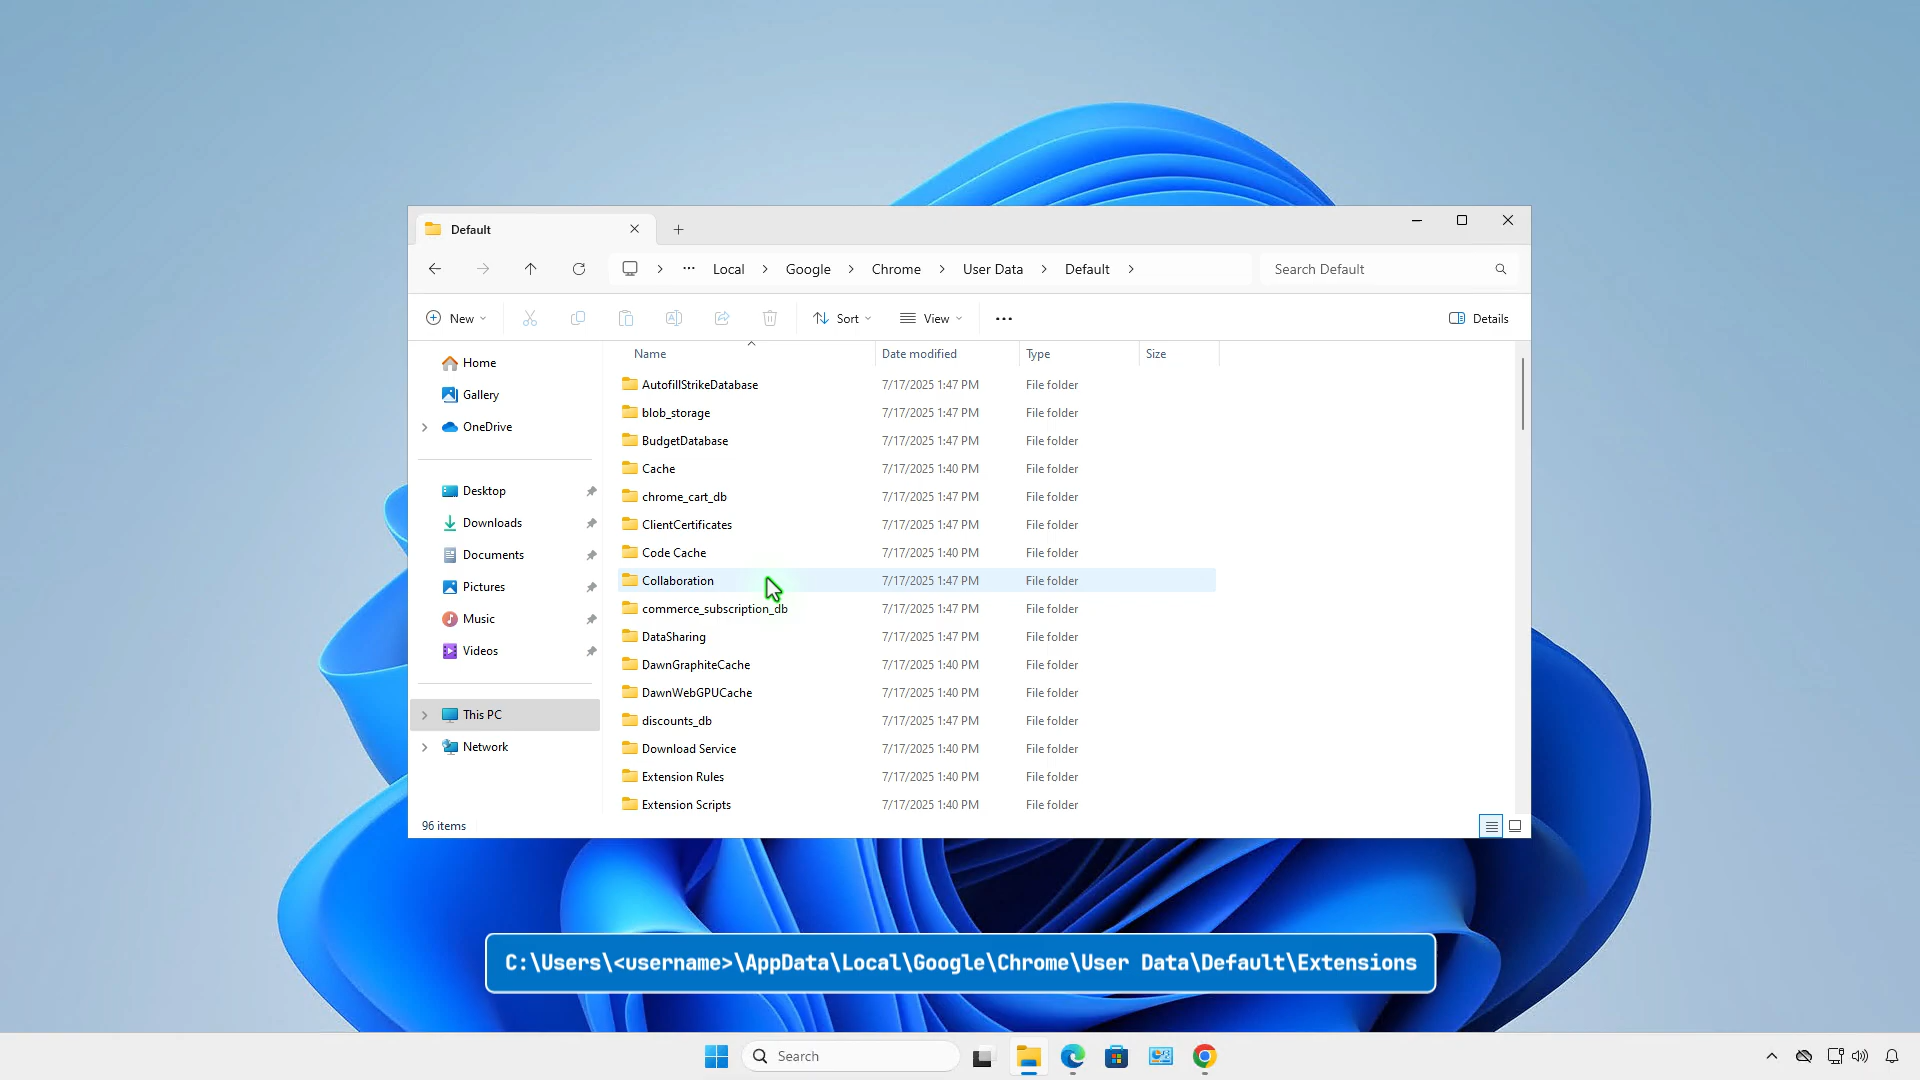 Default
Local
Google
Chrome
User Data
Default
Search Default
New
Sort
View
Details
Home
Gallery
OneDrive
Desktop
Downloads
Documents
Pictures
Music
Videos
This PC
Network
Name Date modified Type Size
AutofillStrikeDatabase 7/17/2025 1:47 PM File folder
blob_storage 7/17/2025 1:47 PM File folder
BudgetDatabase 7/17/2025 1:47 PM File folder
Cache 7/17/2025 1:40 PM File folder
chrome_cart_db 7/17/2025 1:47 PM File folder
ClientCertificates 7/17/2025 1:47 PM File folder
Code Cache 7/17/2025 1:40 PM File folder
Collaboration 7/17/2025 1:47 PM File folder
commerce_subscription_db 7/17/2025 1:47 PM File folder
DataSharing 7/17/2025 1:47 PM File folder
DawnGraphiteCache 7/17/2025 1:40 PM File folder
DawnWebGPUCache 7/17/2025 1:40 PM File folder
discounts_db 7/17/2025 1:47 PM File folder
Download Service 7/17/2025 1:40 PM File folder
Extension Rules 7/17/2025 1:40 PM File folder
Extension Scripts 7/17/2025 1:40 PM File folder
96 items
C:\Users\<username>\AppData\Local\Google\Chrome\User Data\Default\Extensions
Search